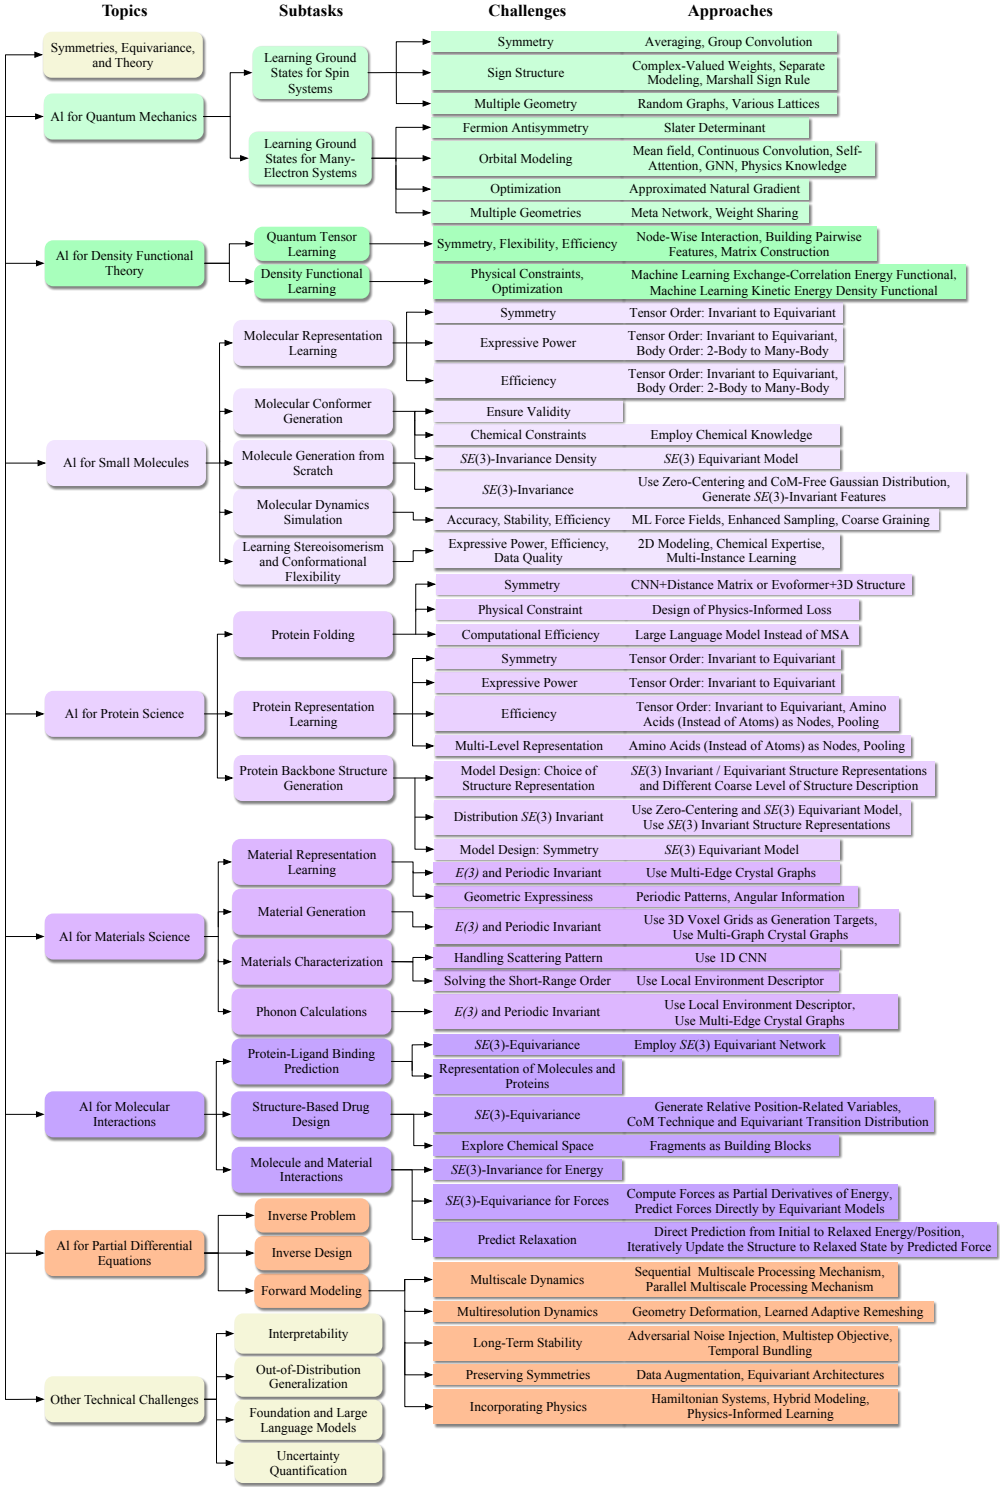 Topics
Subtasks
Challenges
Approaches
Symmetries, Equivariance,
and Theory
AI for Quantum Mechanics
Learning Ground
States for Spin
Systems
Symmetry
Averaging, Group Convolution
Sign Structure
Complex-Valued Weights, Separate
Modeling, Marshall Sign Rule
Multiple Geometry
Random Graphs, Various Lattices
Learning Ground
States for Many-
Electron Systems
Fermion Antisymmetry
Slater Determinant
Orbital Modeling
Mean field, Continuous Convolution, Self-
Attention, GNN, Physics Knowledge
Optimization
Approximated Natural Gradient
Multiple Geometries
Meta Network, Weight Sharing
AI for Density Functional
Theory
Quantum Tensor
Learning
Symmetry, Flexibility, Efficiency
Node-Wise Interaction, Building Pairwise
Features, Matrix Construction
Density Functional
Learning
Physical Constraints,
Optimization
Machine Learning Exchange-Correlation Energy Functional,
Machine Learning Kinetic Energy Density Functional
AI for Small Molecules
Molecular Representation
Learning
Symmetry
Tensor Order: Invariant to Equivariant
Expressive Power
Tensor Order: Invariant to Equivariant,
Body Order: 2-Body to Many-Body
Efficiency
Tensor Order: Invariant to Equivariant,
Body Order: 2-Body to Many-Body
Molecular Conformer
Generation
Ensure Validity
Chemical Constraints
Employ Chemical Knowledge
SE(3)-Invariance Density
SE(3) Equivariant Model
Molecule Generation from
Scratch
SE(3)-Invariance
Use Zero-Centering and CoM-Free Gaussian Distribution,
Generate SE(3)-Invariant Features
Molecular Dynamics
Simulation
Accuracy, Stability, Efficiency
ML Force Fields, Enhanced Sampling, Coarse Graining
Learning Stereoisomerism
and Conformational
Flexibility
Expressive Power, Efficiency,
Data Quality
2D Modeling, Chemical Expertise,
Multi-Instance Learning
AI for Protein Science
Protein Folding
Symmetry
CNN+Distance Matrix or Evoformer+3D Structure
Physical Constraint
Design of Physics-Informed Loss
Computational Efficiency
Large Language Model Instead of MSA
Protein Representation
Learning
Symmetry
Tensor Order: Invariant to Equivariant
Expressive Power
Tensor Order: Invariant to Equivariant
Efficiency
Tensor Order: Invariant to Equivariant, Amino
Acids (Instead of Atoms) as Nodes, Pooling
Multi-Level Representation
Amino Acids (Instead of Atoms) as Nodes, Pooling
Protein Backbone Structure
Generation
Model Design: Choice of
Structure Representation
SE(3) Invariant / Equivariant Structure Representations
and Different Coarse Level of Structure Description
Distribution SE(3) Invariant
Use Zero-Centering and SE(3) Equivariant Model,
Use SE(3) Invariant Structure Representations
Model Design: Symmetry
SE(3) Equivariant Model
AI for Materials Science
Material Representation
Learning
E(3) and Periodic Invariant
Use Multi-Edge Crystal Graphs
Geometric Expressiness
Periodic Patterns, Angular Information
Material Generation
E(3) and Periodic Invariant
Use 3D Voxel Grids as Generation Targets,
Use Multi-Graph Crystal Graphs
Materials Characterization
Handling Scattering Pattern
Use 1D CNN
Solving the Short-Range Order
Use Local Environment Descriptor
Phonon Calculations
E(3) and Periodic Invariant
Use Local Environment Descriptor,
Use Multi-Edge Crystal Graphs
AI for Molecular
Interactions
Protein-Ligand Binding
Prediction
SE(3)-Equivariance
Employ SE(3) Equivariant Network
Representation of Molecules and
Proteins
Structure-Based Drug
Design
SE(3)-Equivariance
Generate Relative Position-Related Variables,
CoM Technique and Equivariant Transition Distribution
Explore Chemical Space
Fragments as Building Blocks
Molecule and Material
Interactions
SE(3)-Invariance for Energy
SE(3)-Equivariance for Forces
Compute Forces as Partial Derivatives of Energy,
Predict Forces Directly by Equivariant Models
Predict Relaxation
Direct Prediction from Initial to Relaxed Energy/Position,
Iteratively Update the Structure to Relaxed State by Predicted Force
AI for Partial Differential
Equations
Inverse Problem
Inverse Design
Forward Modeling
Multiscale Dynamics
Sequential Multiscale Processing Mechanism,
Parallel Multiscale Processing Mechanism
Multiresolution Dynamics
Geometry Deformation, Learned Adaptive Remeshing
Long-Term Stability
Adversarial Noise Injection, Multistep Objective,
Temporal Bundling
Preserving Symmetries
Data Augmentation, Equivariant Architectures
Incorporating Physics
Hamiltonian Systems, Hybrid Modeling,
Physics-Informed Learning
Other Technical Challenges
Interpretability
Out-of-Distribution
Generalization
Foundation and Large
Language Models
Uncertainty
Quantification